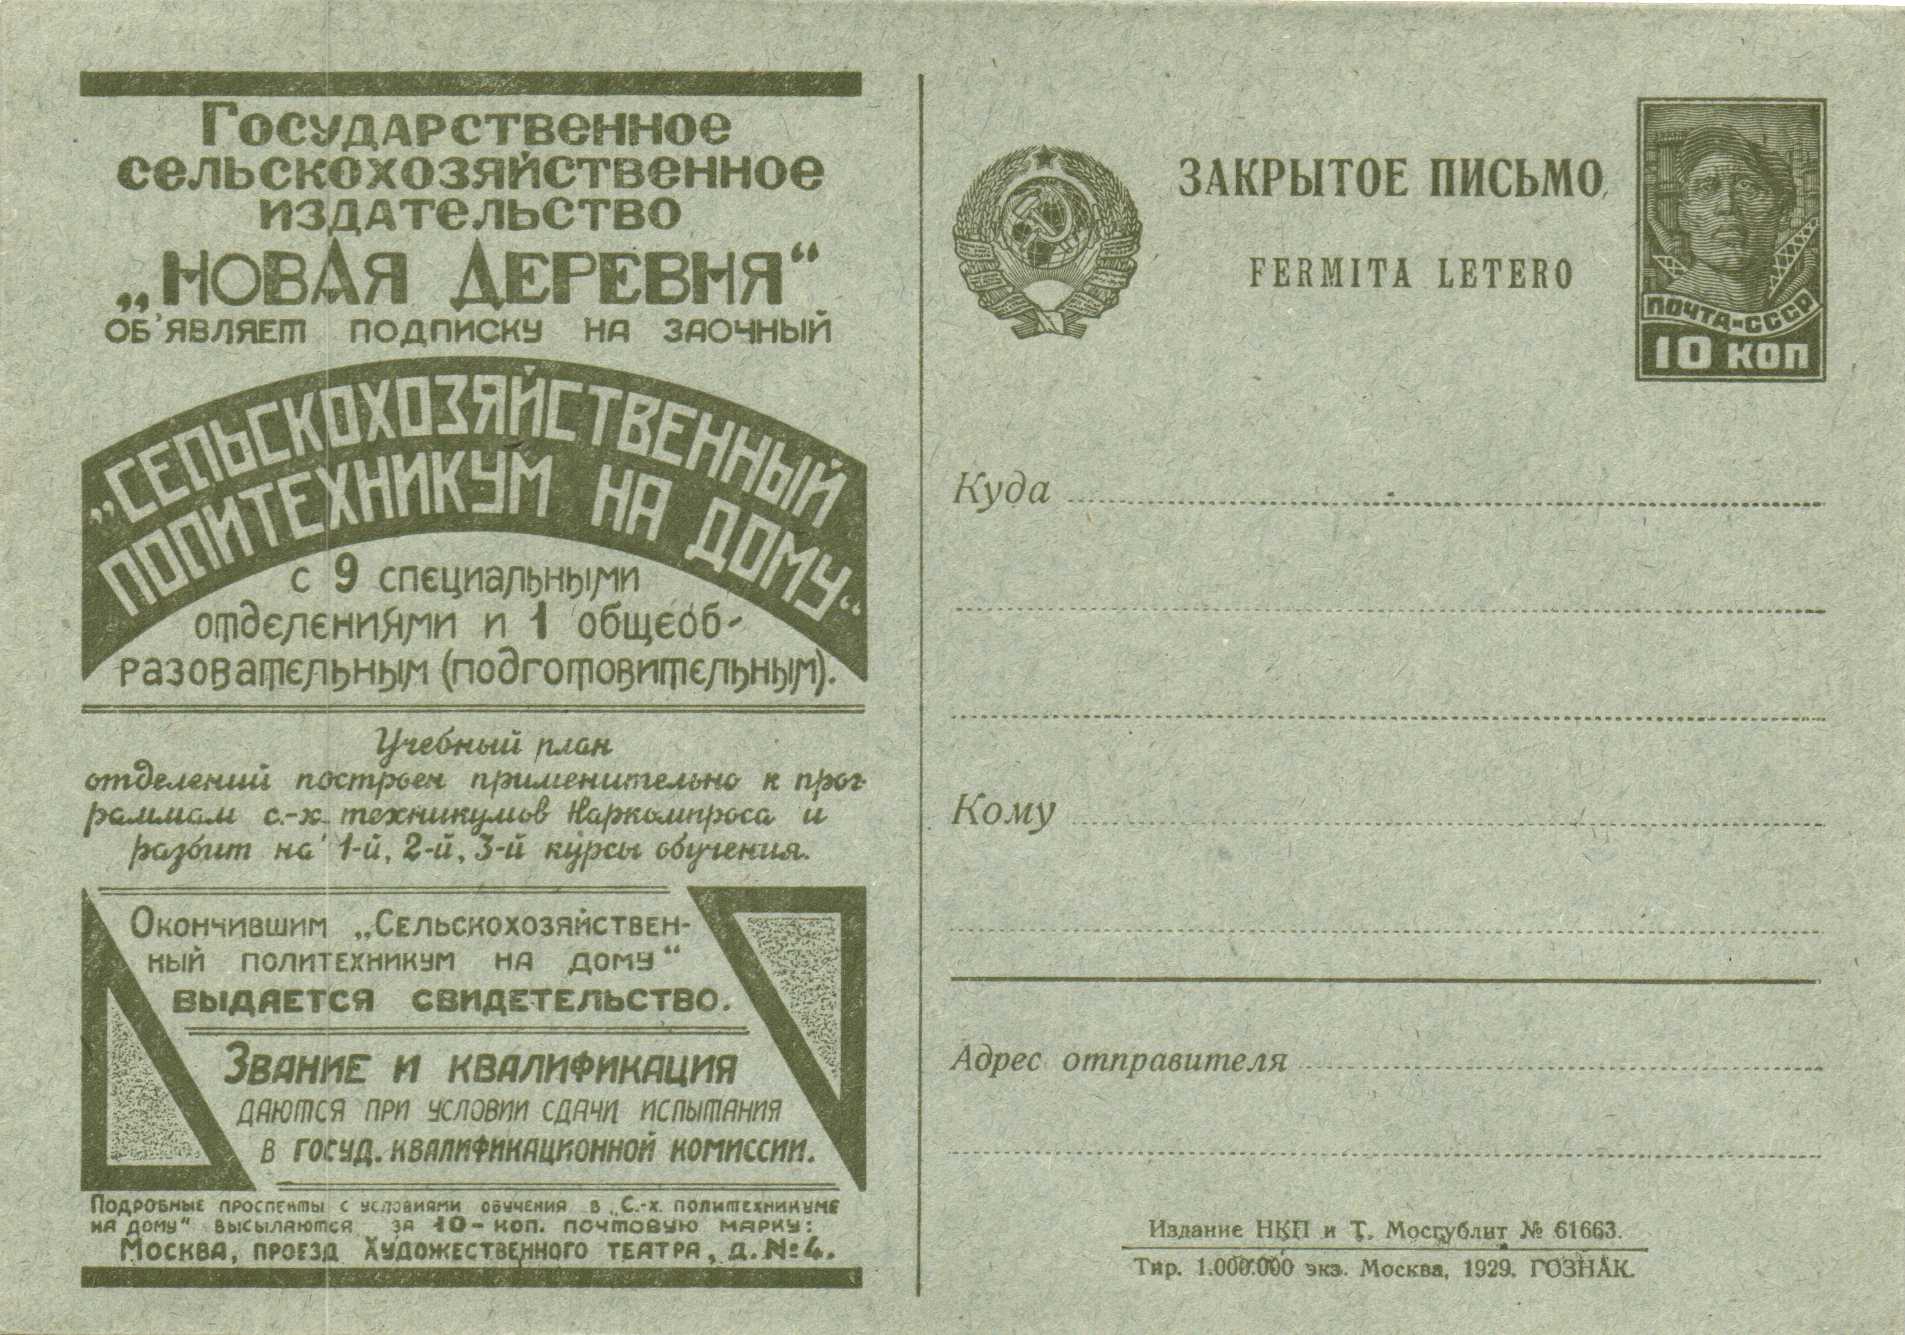 Государственное
сельскохозяйственное
издательство
„Новая Деревня“
об'являет подписку на заочный
„Сельскохозяйственный
политехникум на дому“
с 9 специальными
отделениями и 1 общеоб-
разовательным (подготовительным).
Учебный план
отделений построен применительно к прог-
раммам с.-х. техникумов Наркомпроса и
разбит на 1-й, 2-й, 3-й курсы обучения.
Окончившим „Сельскохозяйствен-
ный политехникум на дому“
выдается свидетельство.
Звание и квалификация
даются при условии сдачи испытания
в госуд. квалификационной комиссии.
Подробные проспекты с условиями обучения в „С.-х. политехникуме
на дому“ высылаются за 10-коп. почтовую марку:
Москва, проезд Художественного театра, д. №4.
ЗАКРЫТОЕ ПИСЬМО
FERMITA LETERO
ПОЧТА-СССР
10 КОП
Куда
Кому
Адрес отправителя
Издание НКП и Т. Мосгублит № 61663.
Тир. 1.000.000 экз. Москва, 1929. ГОЗНАК.